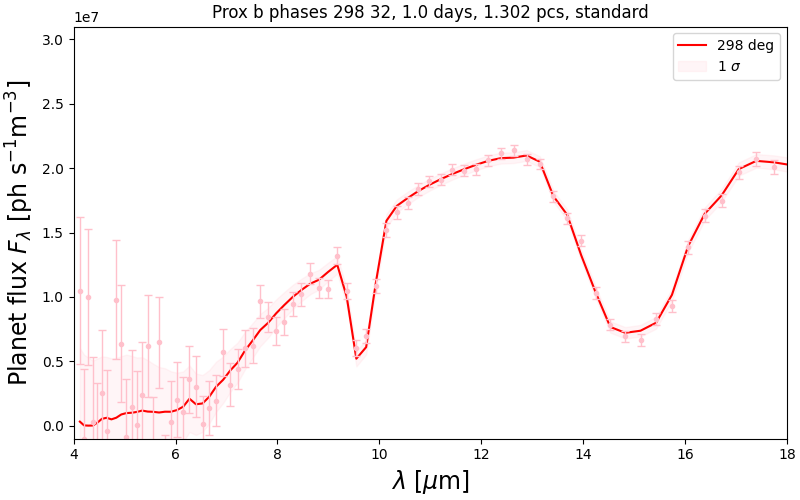 Prox b phases 298 32, 1.0 days, 1.302 pcs, standard
1e7
298 deg
1 σ
3.0
2.5
2.0
1.5
1.0
0.5
0.0
Planet flux F_λ [ph s⁻¹m⁻³]
4 6 8 10 12 14 16 18
λ [μm]